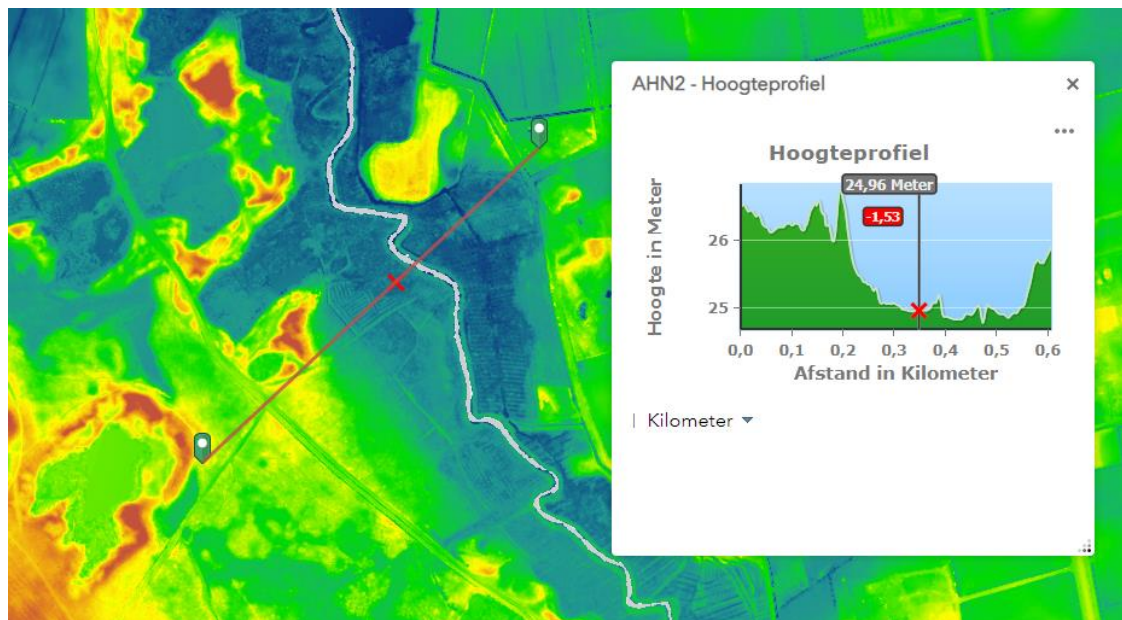 AHN2 - Hoogteprofiel
Hoogteprofiel
24,96 Meter
-1,53
Hoogte in Meter
26
25
0,0 0,1 0,2 0,3 0,4 0,5 0,6
Afstand in Kilometer
Kilometer